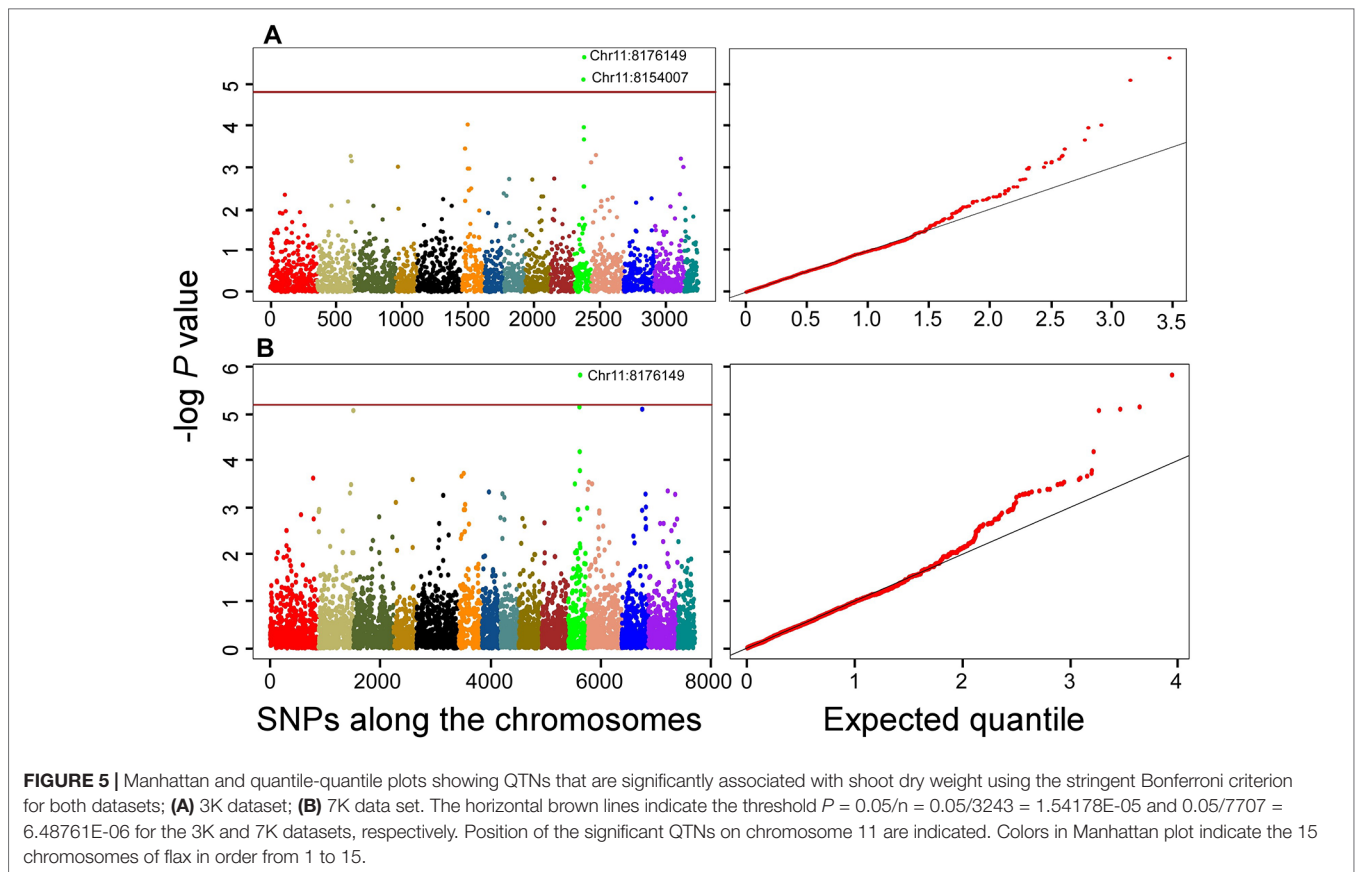 A
Chr11:8176149
Chr11:8154007
5
4
3
2
1
0
0 500 1000 1500 2000 2500 3000
0 0.5 1.0 1.5 2.0 2.5 3.0 3.5
-log P value
B
Chr11:8176149
6
5
4
3
2
1
0
0 2000 4000 6000 8000
0 1 2 3 4
SNPs along the chromosomes
Expected quantile
FIGURE 5 | Manhattan and quantile-quantile plots showing QTNs that are significantly associated with shoot dry weight using the stringent Bonferroni criterion
for both datasets; (A) 3K dataset; (B) 7K data set. The horizontal brown lines indicate the threshold P = 0.05/n = 0.05/3243 = 1.54178E-05 and 0.05/7707 =
6.48761E-06 for the 3K and 7K datasets, respectively. Position of the significant QTNs on chromosome 11 are indicated. Colors in Manhattan plot indicate the 15
chromosomes of flax in order from 1 to 15.